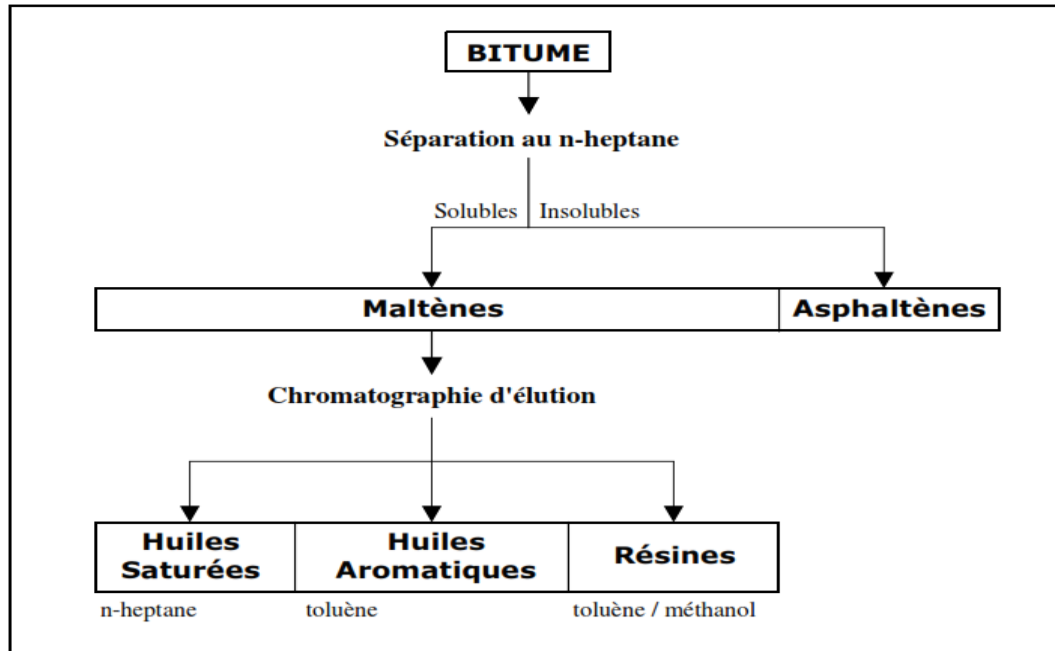 BITUME
Séparation au n-heptane
Solubles Insolubles
Maltènes Asphaltènes
Chromatographie d'élution
Huiles Saturées
Huiles Aromatiques
Résines
n-heptane toluène toluène / méthanol